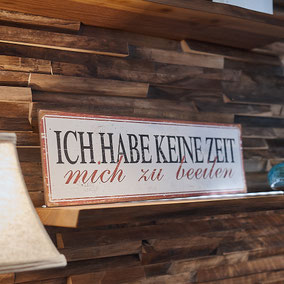 ICH HABE KEINE ZEIT
mich zu beeilen